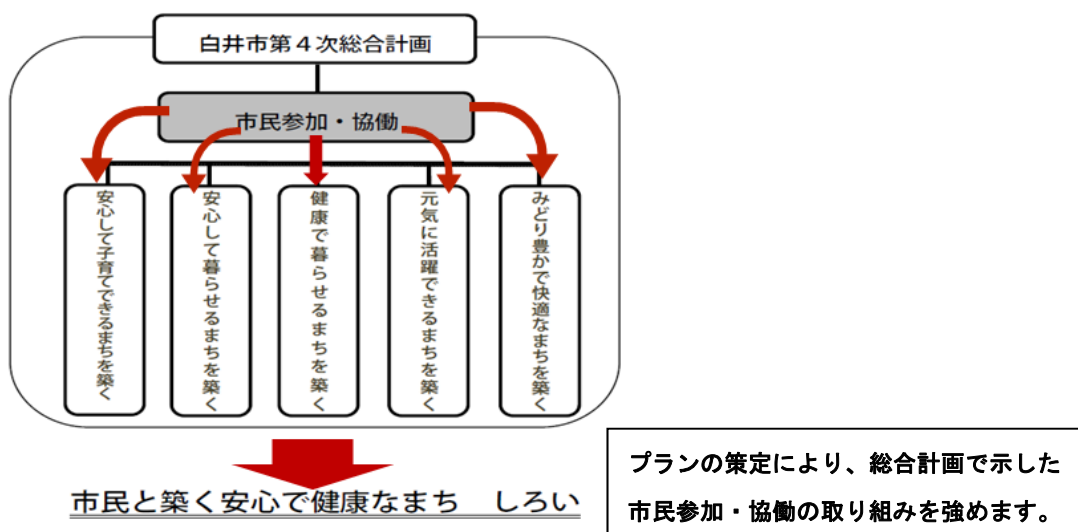 白井市第４次総合計画
市民参加・協働
安心して子育てできるまちを築く
安心して暮らせるまちを築く
健康で暮らせるまちを築く
元気に活躍できるまちを築く
みどり豊かで快適なまちを築く
市民と築く安心で健康なまち　しろい
プランの策定により、総合計画で示した
市民参加・協働の取り組みを強めます。